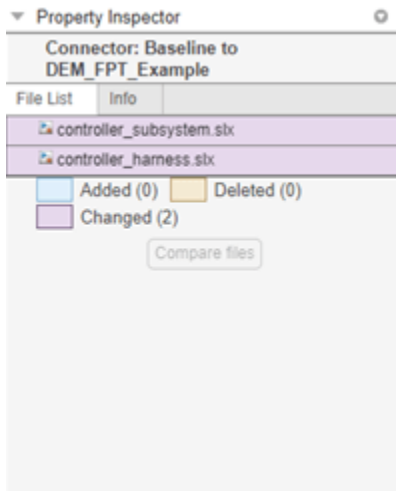 Property Inspector
Connector: Baseline to
DEM_FPT_Example
File List Info
controller_subsystem.slx
controller_harness.slx
Added (0) Deleted (0)
Changed (2)
Compare files